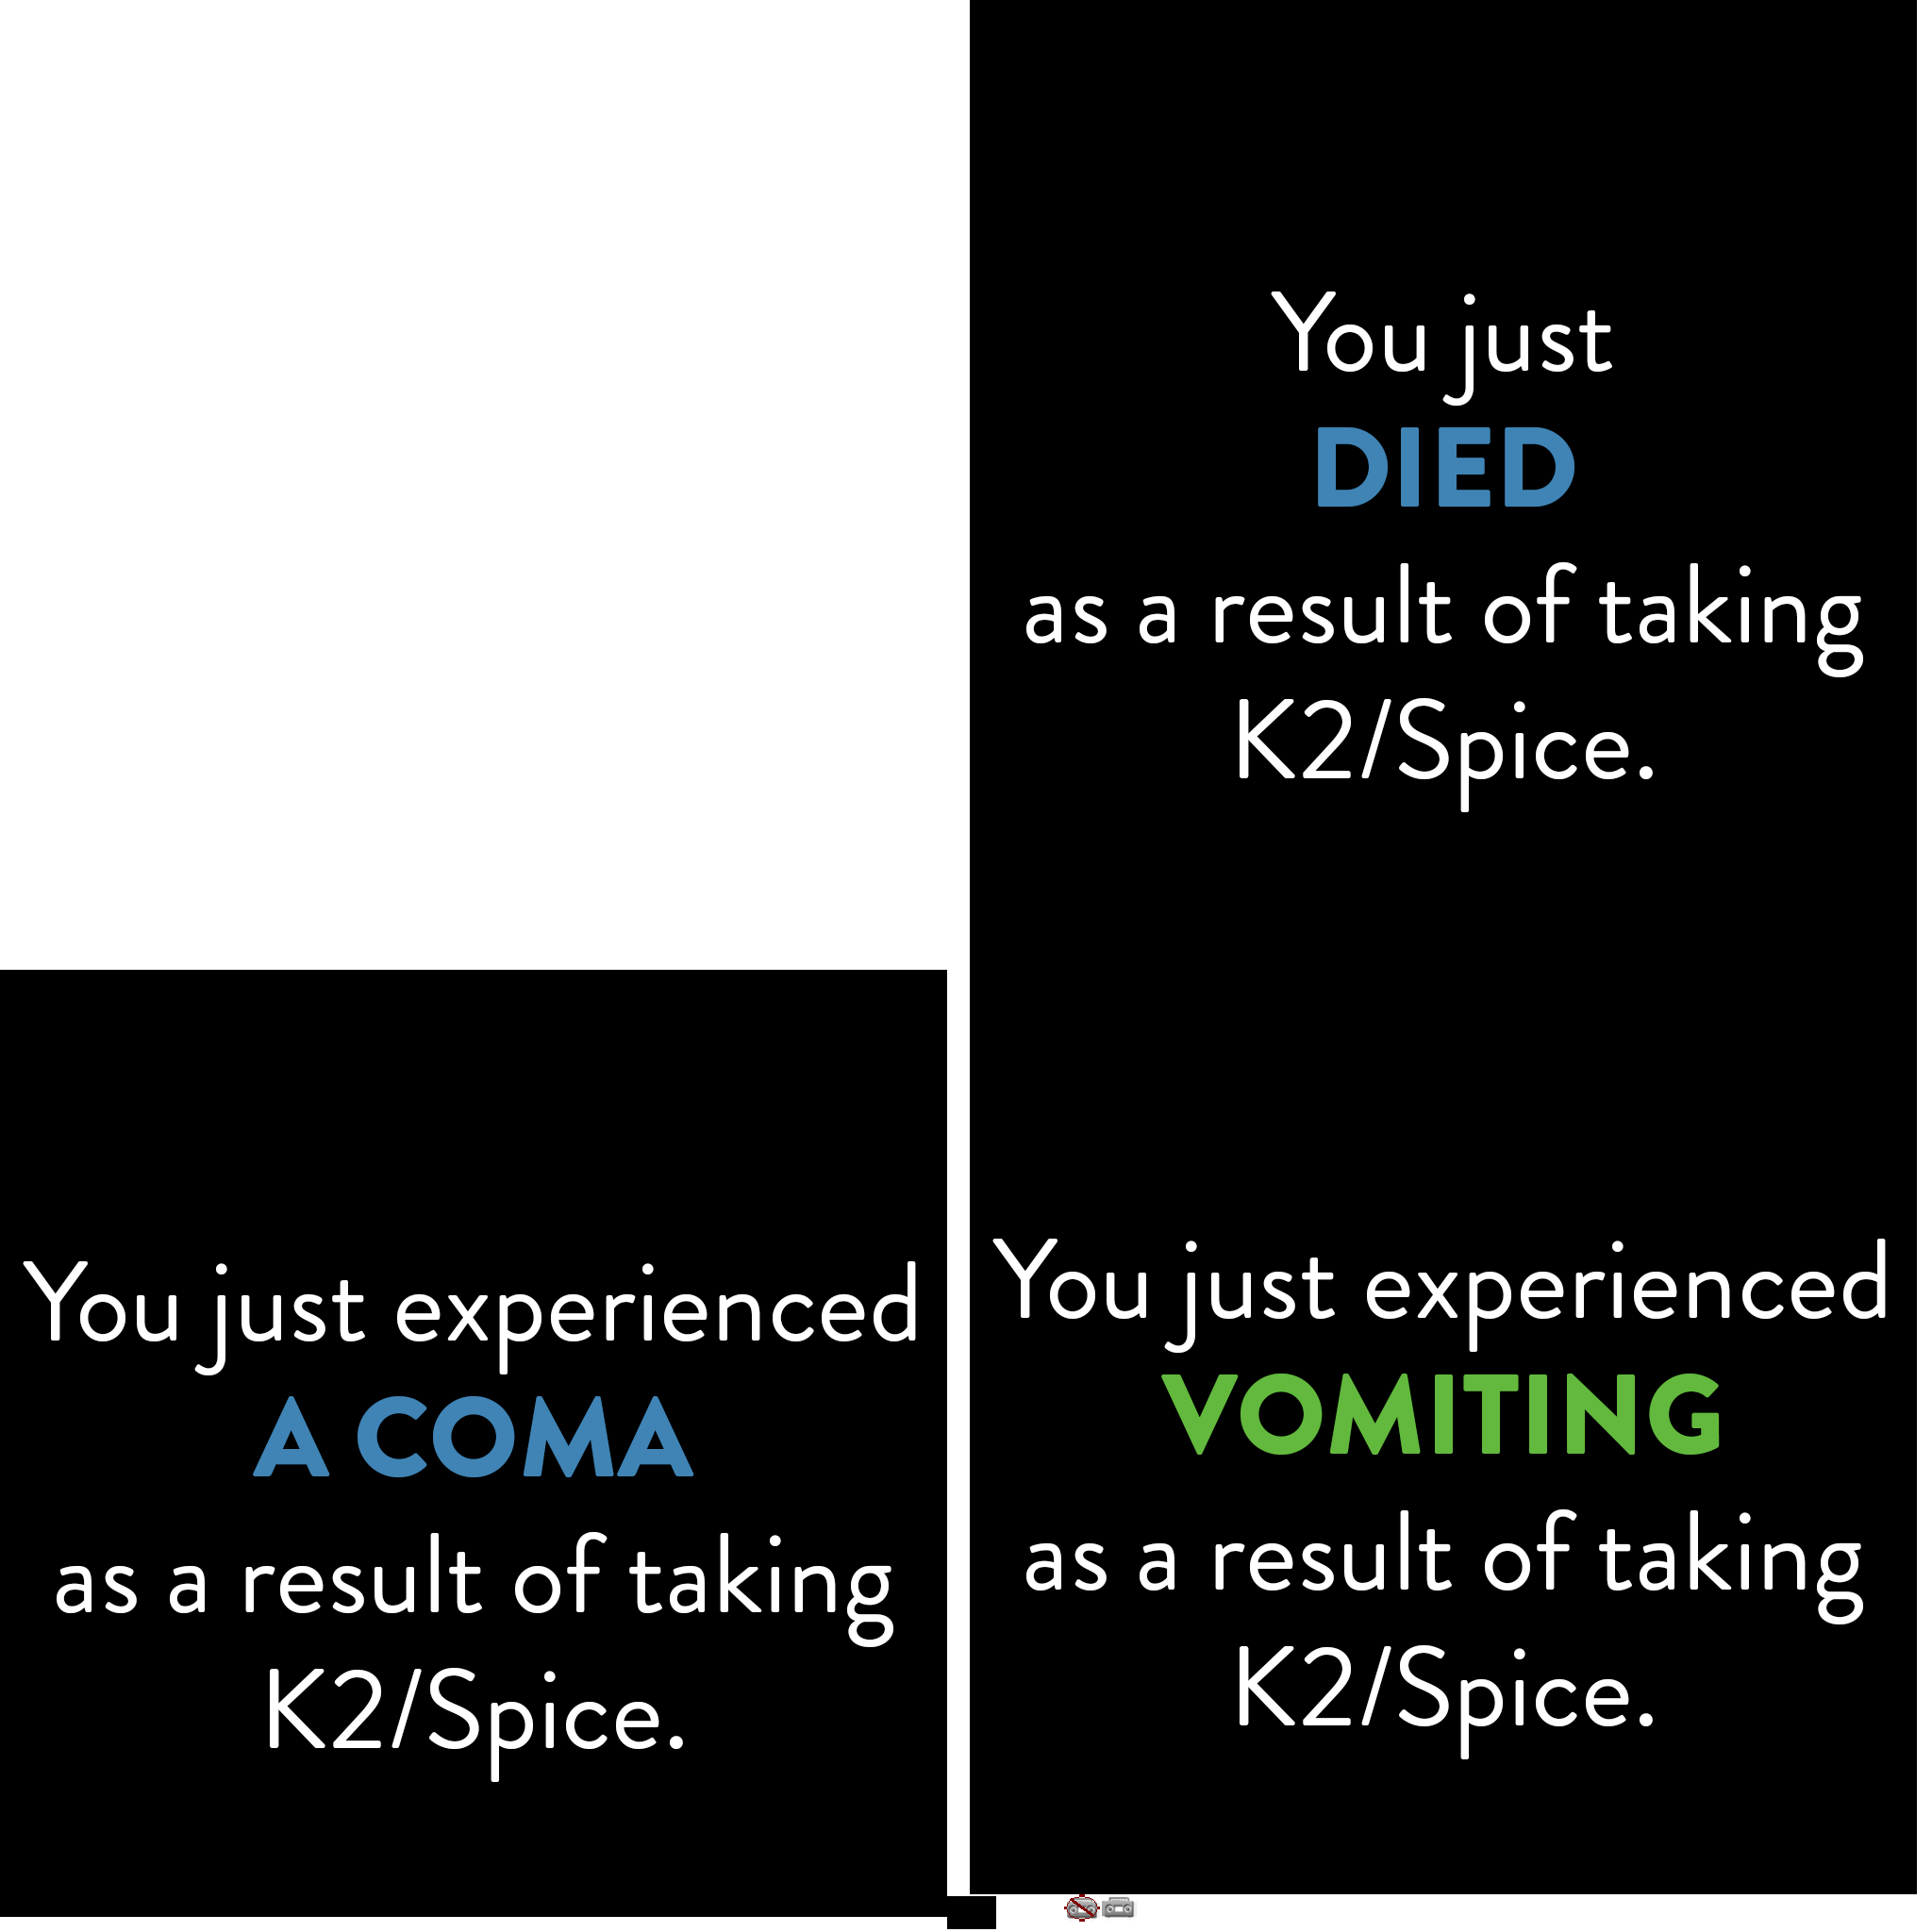 You just
DIED
as a result of taking
K2/Spice.
You just experienced
A COMA
as a result of taking
K2/Spice.
You just experienced
VOMITING
as a result of taking
K2/Spice.